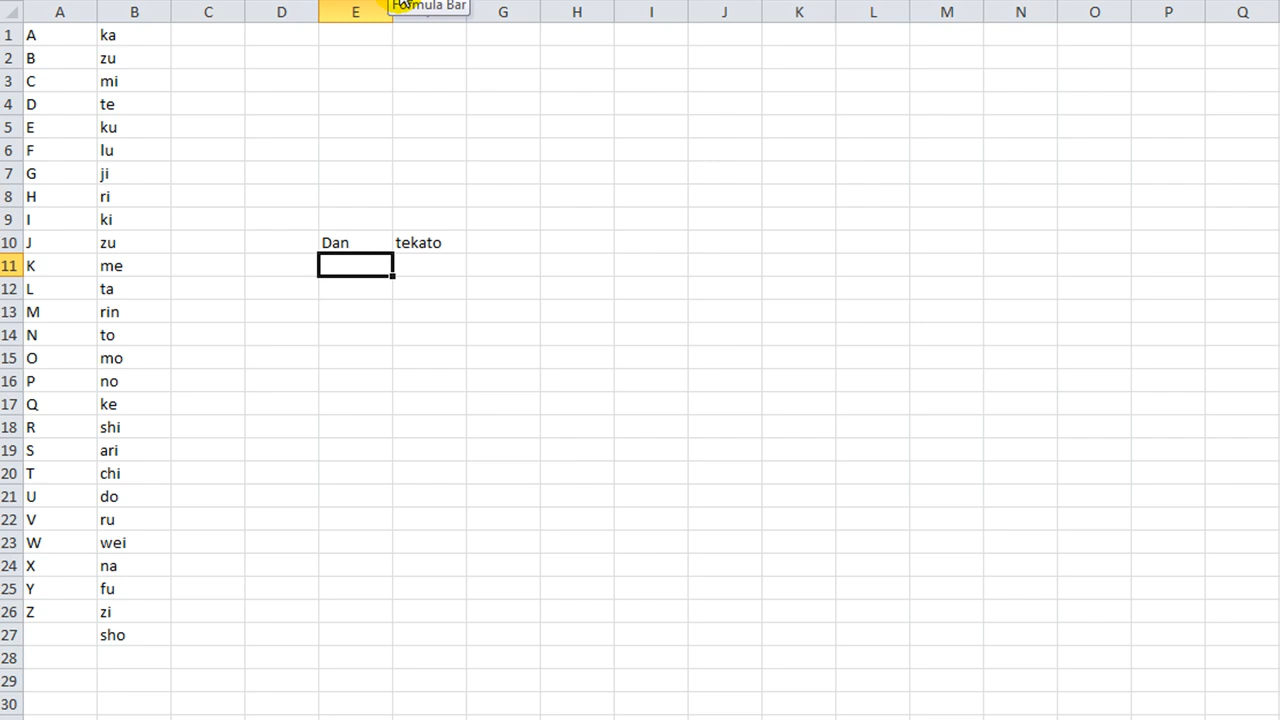 Formula Bar
A B C D E F G H I J K L M N O P Q
1 A ka
2 B zu
3 C mi
4 D te
5 E ku
6 F lu
7 G ji
8 H ri
9 I ki
10 J zu Dan tekato
11 K me
12 L ta
13 M rin
14 N to
15 O mo
16 P no
17 Q ke
18 R shi
19 S ari
20 T chi
21 U do
22 V ru
23 W wei
24 X na
25 Y fu
26 Z zi
27 sho
28
29
30